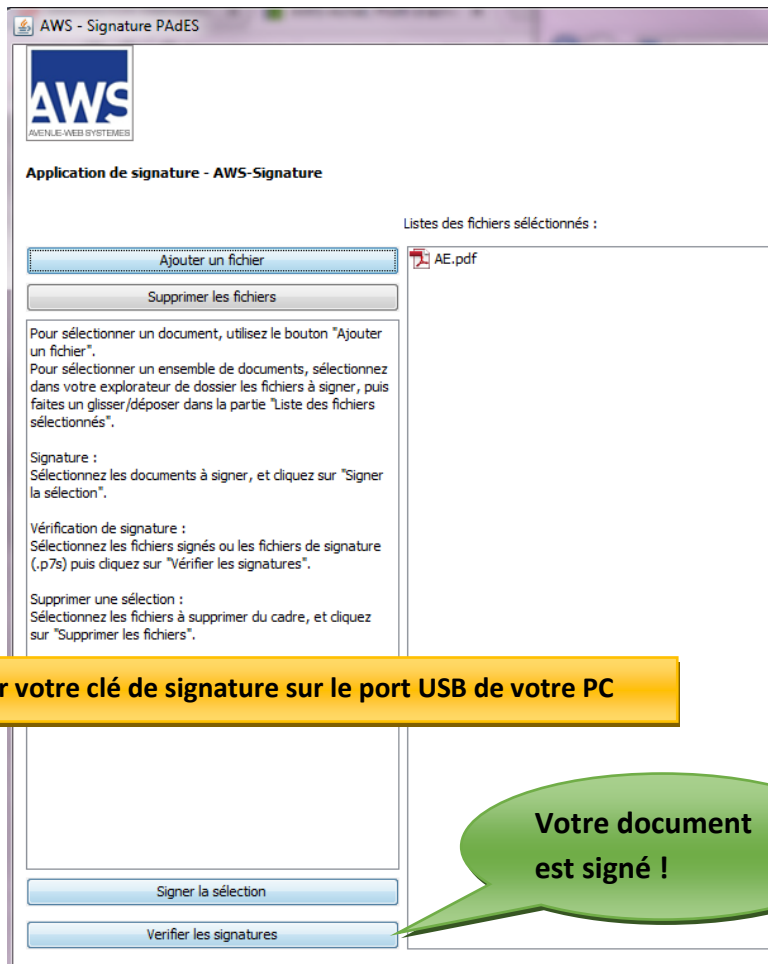 AWS - Signature PAdES
AWS
AVENUE-WEB SYSTEMES
Application de signature - AWS-Signature
Listes des fichiers séléctionnés :
Ajouter un fichier
AE.pdf
Supprimer les fichiers
Pour sélectionner un document, utilisez le bouton "Ajouter
un fichier".
Pour sélectionner un ensemble de documents, sélectionnez
dans votre explorateur de dossier les fichiers à signer, puis
faites un glisser/déposer dans la partie "Liste des fichiers
sélectionnés".
Signature :
Sélectionnez les documents à signer, et cliquez sur "Signer
la sélection".
Vérification de signature :
Sélectionnez les fichiers signés ou les fichiers de signature
(.p7s) puis cliquez sur "Vérifier les signatures".
Supprimer une sélection :
Sélectionnez les fichiers à supprimer du cadre, et cliquez
sur "Supprimer les fichiers".
r votre clé de signature sur le port USB de votre PC
Votre document
est signé !
Signer la sélection
Verifier les signatures